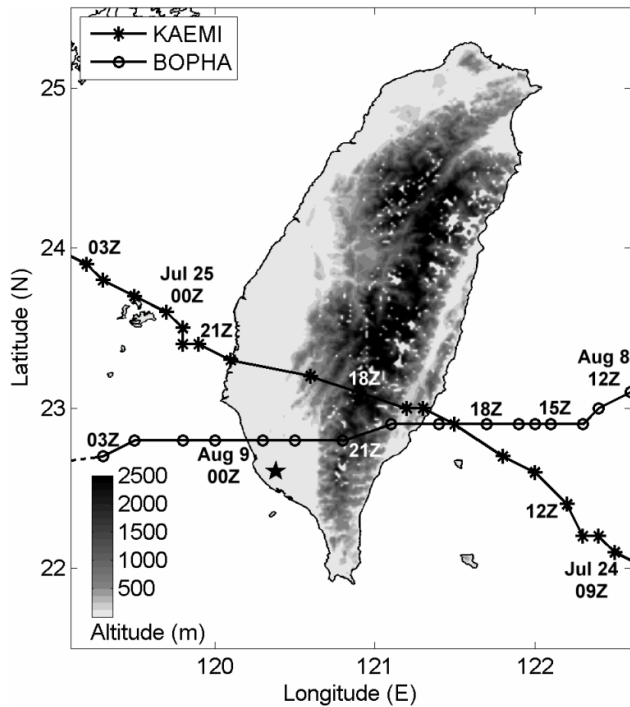 KAEMI
BOPHA
25
24
23
22
Latitude (N)
03Z
Jul 25
00Z
21Z
18Z
Aug 8
12Z
18Z
15Z
21Z
03Z
Aug 9
00Z
12Z
Jul 24
09Z
2500
2000
1500
1000
500
Altitude (m)
120
121
122
Longitude (E)